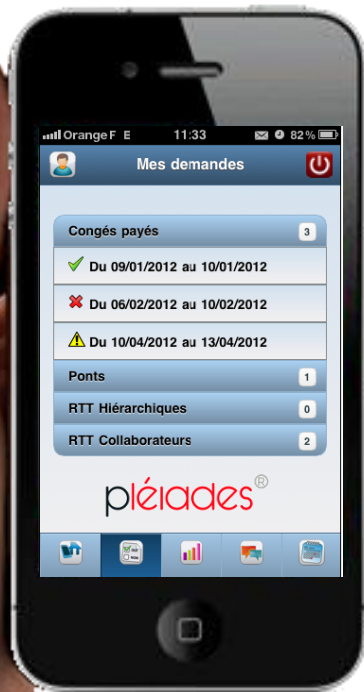 OrangeF E 11:33 82%
Mes demandes
Congés payés 3
Du 09/01/2012 au 10/01/2012
Du 06/02/2012 au 10/02/2012
Du 10/04/2012 au 13/04/2012
Ponts 1
RTT Hiérarchiques 0
RTT Collaborateurs 2
pléiades®